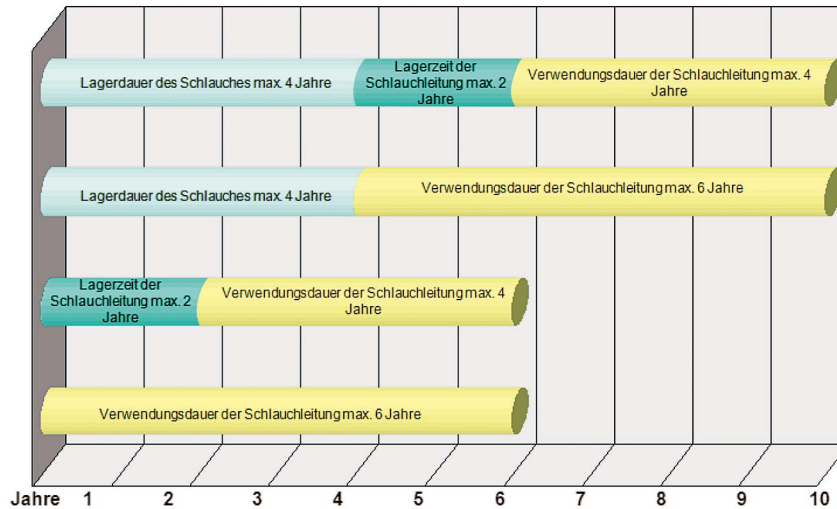 Lagerdauer des Schlauches max. 4 Jahre
Lagerzeit der
Schlauchleitung max. 2
Jahre
Verwendungsdauer der Schlauchleitung max. 4
Jahre
Lagerdauer des Schlauches max. 4 Jahre
Verwendungsdauer der Schlauchleitung max. 6 Jahre
Lagerzeit der
Schlauchleitung max. 2
Jahre
Verwendungsdauer der Schlauchleitung max. 4
Jahre
Verwendungsdauer der Schlauchleitung max. 6 Jahre
Jahre 1 2 3 4 5 6 7 8 9 10